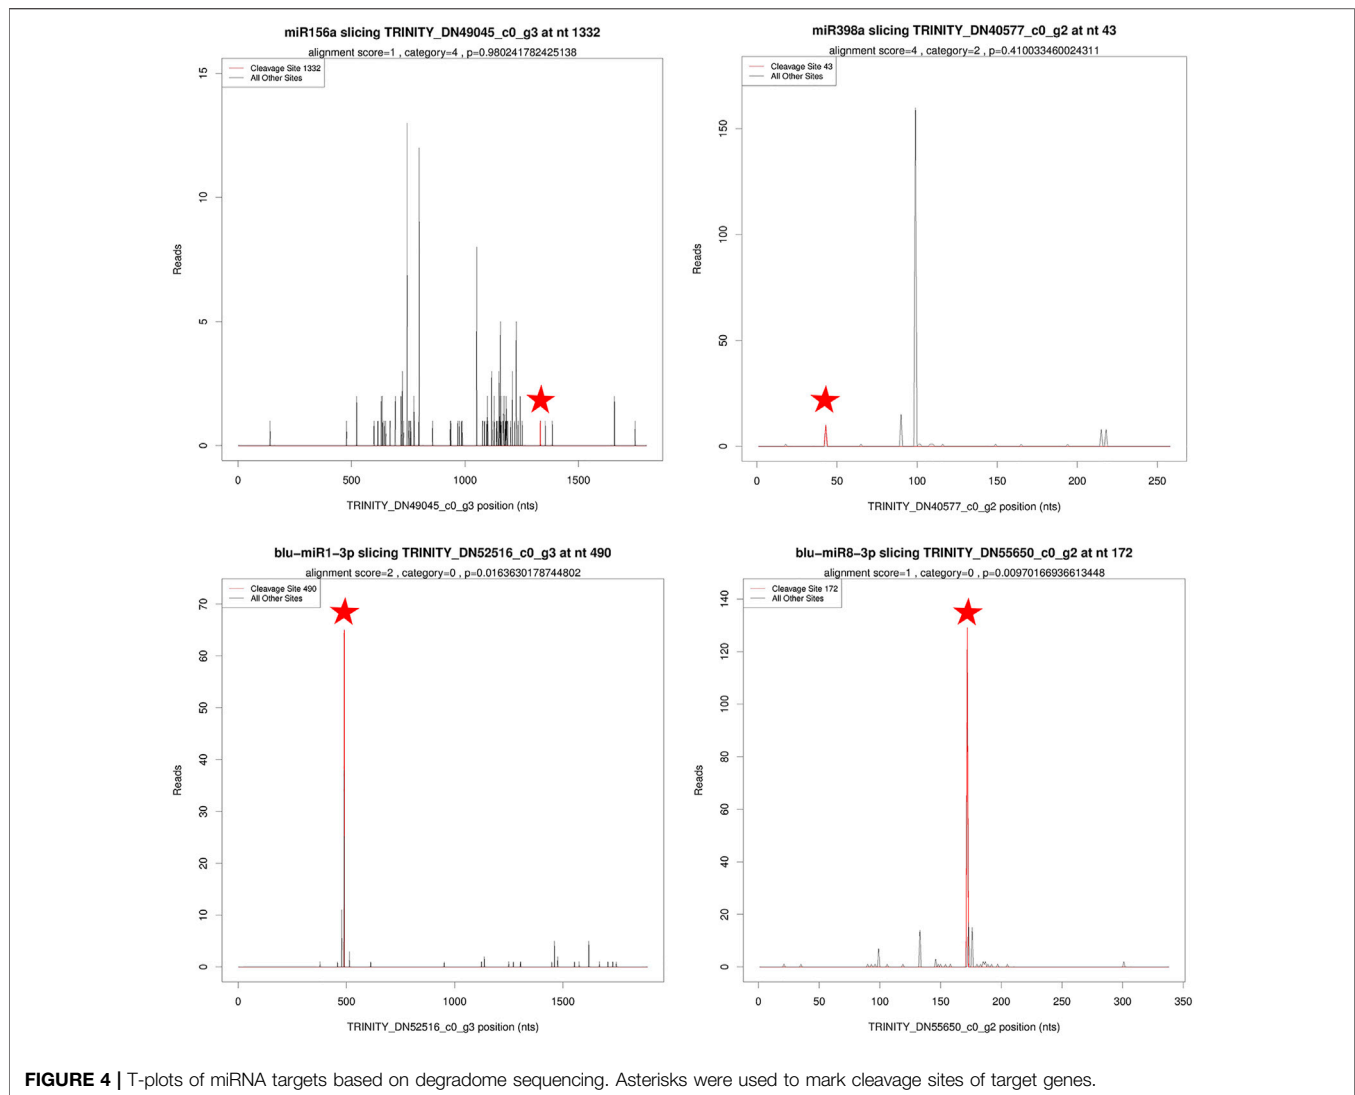 miR156a slicing TRINITY_DN49045_c0_g3 at nt 1332
alignment score=1 , category=4 , p=0.980241782425138
Cleavage Site 1332
All Other Sites
15
10
5
0
Reads
0 500 1000 1500
TRINITY_DN49045_c0_g3 position (nts)
miR398a slicing TRINITY_DN40577_c0_g2 at nt 43
alignment score=4 , category=2 , p=0.410033460024311
Cleavage Site 43
All Other Sites
150
100
50
0
Reads
0 50 100 150 200 250
TRINITY_DN40577_c0_g2 position (nts)
blu−miR1−3p slicing TRINITY_DN52516_c0_g3 at nt 490
alignment score=2 , category=0 , p=0.0163630178744802
Cleavage Site 490
All Other Sites
70
60
50
40
30
20
10
0
Reads
0 500 1000 1500
TRINITY_DN52516_c0_g3 position (nts)
blu−miR8−3p slicing TRINITY_DN55650_c0_g2 at nt 172
alignment score=1 , category=0 , p=0.00970166936613448
Cleavage Site 172
All Other Sites
140
120
100
80
60
40
20
0
Reads
0 50 100 150 200 250 300 350
TRINITY_DN55650_c0_g2 position (nts)
FIGURE 4 | T-plots of miRNA targets based on degradome sequencing. Asterisks were used to mark cleavage sites of target genes.